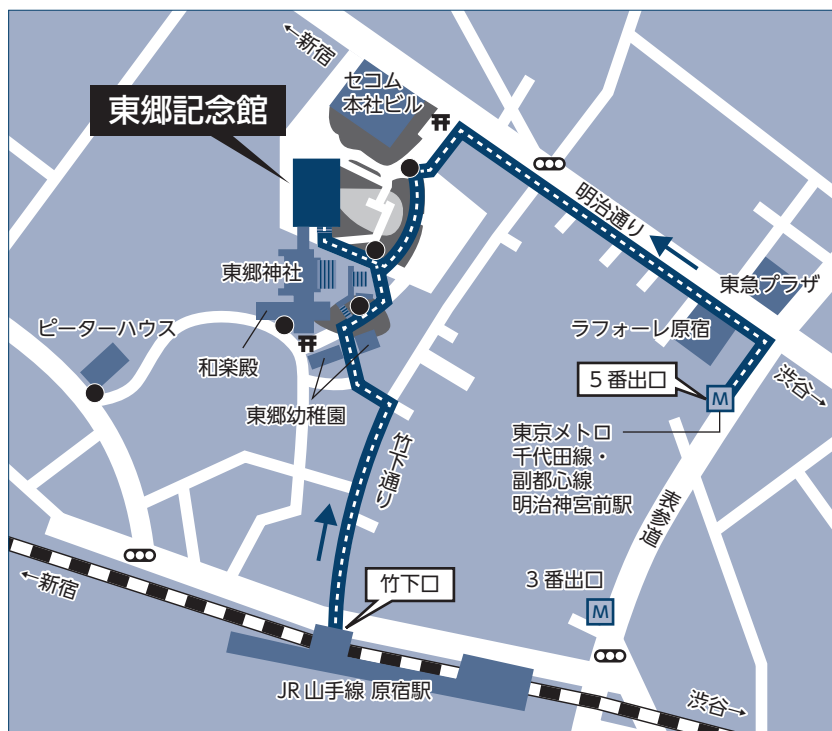 ←新宿
セコム
本社ビル
東郷記念館
明治通り
東急プラザ
東郷神社
ラフォーレ原宿
ピーターハウス
和楽殿
5番出口
渋谷→
M
東郷幼稚園
東京メトロ
千代田線・
副都心線
明治神宮前駅
竹下通り
表参道
3番出口
M
←新宿
竹下口
JR山手線 原宿駅
渋谷→